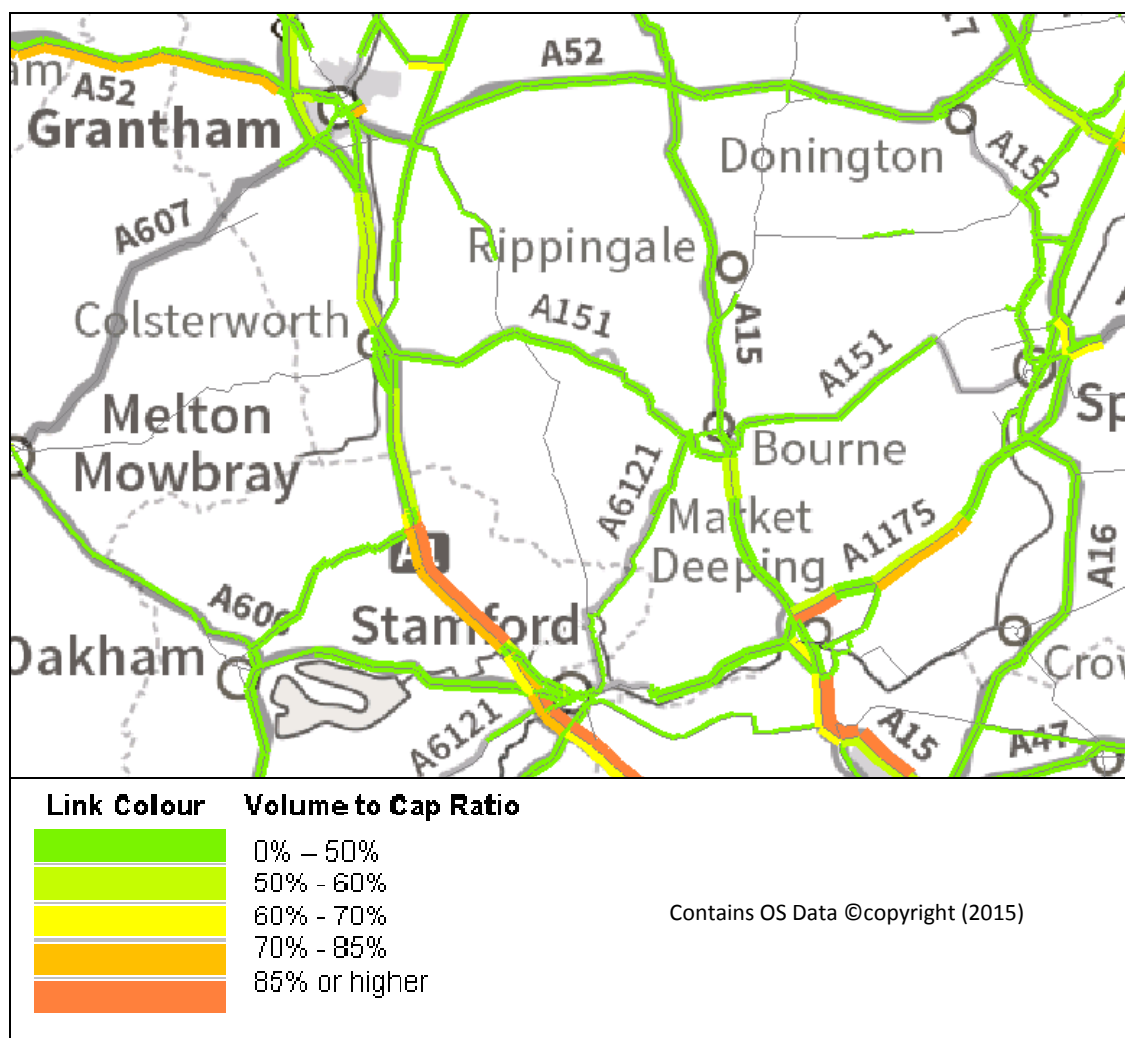 17
A52
am
A52
Grantham
Donington
A152
A607
Rippingale
Colsterworth
A151
A15
A151
Sp
Melton
Mowbray
Bourne
A6121
Market
Deeping
A1175
A16
A1
A606
Stamford
Oakham
Crow
A6121
A15
A47
Link Colour Volume to Cap Ratio
0% – 50%
50% - 60%
60% - 70%
70% - 85%
85% or higher
Contains OS Data ©copyright (2015)